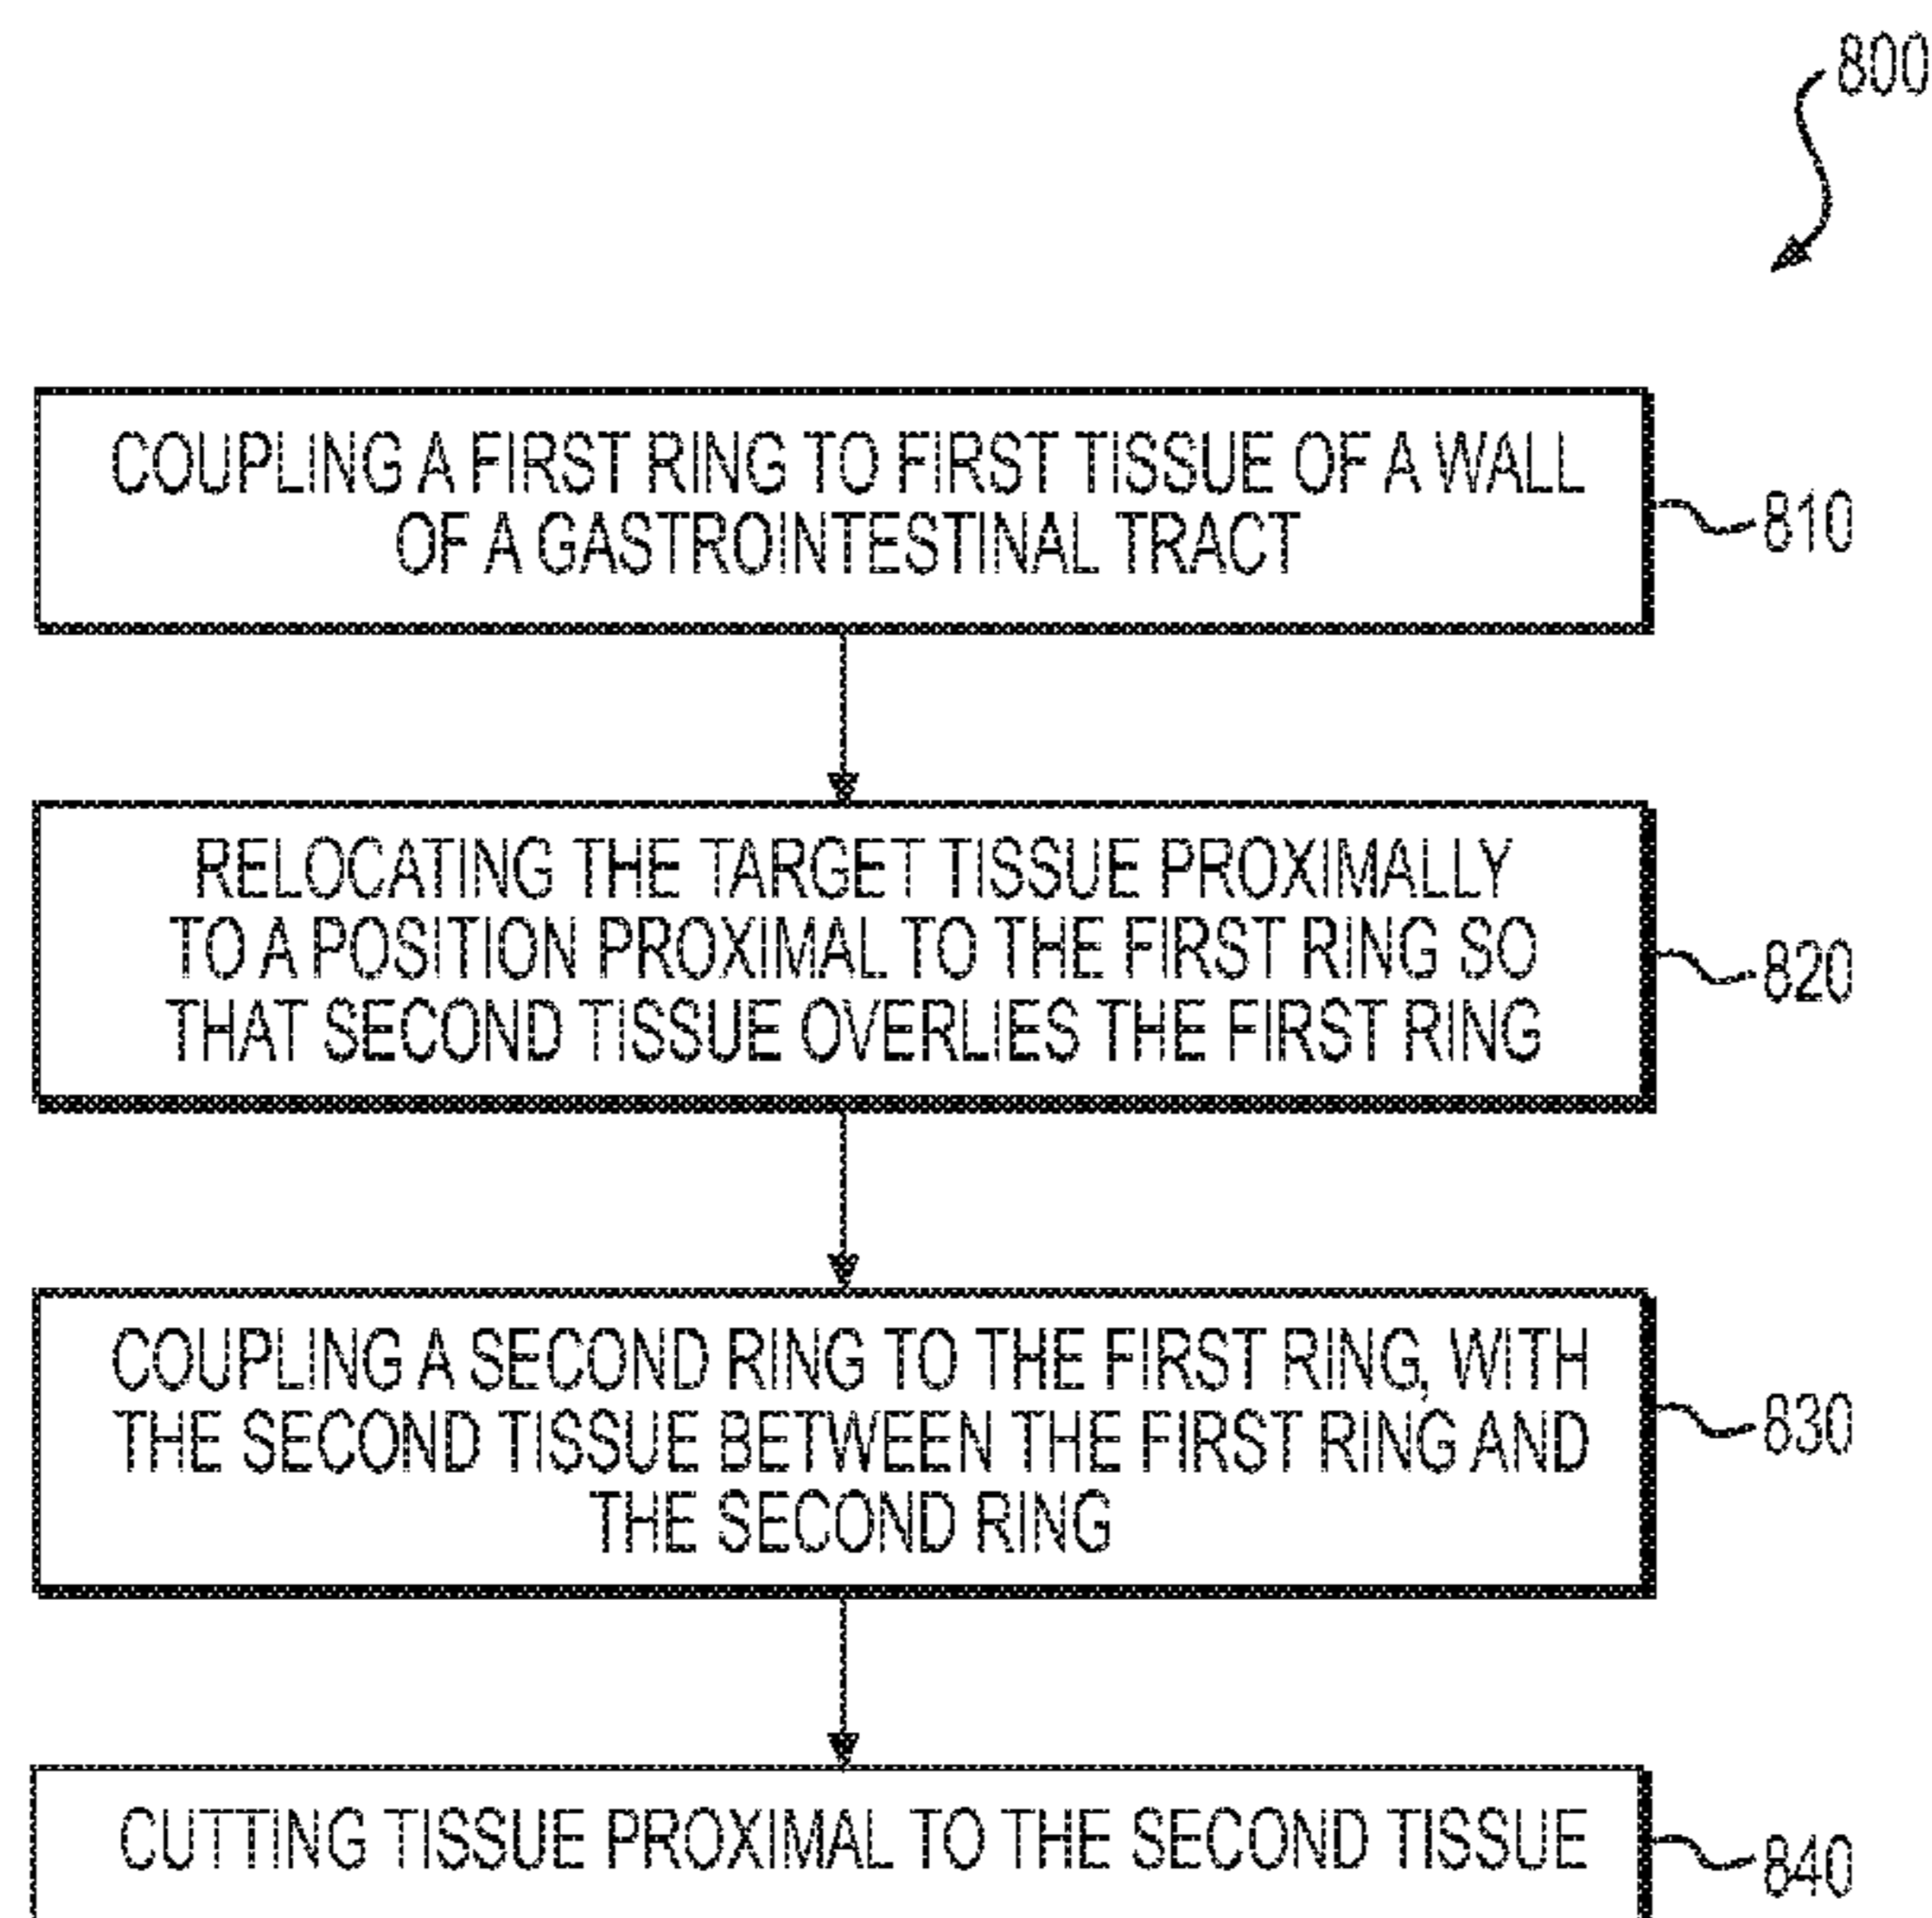 800
COUPLING A FIRST RING TO FIRST TISSUE OF A WALL
OF A GASTROINTESTINAL TRACT
810
RELOCATING THE TARGET TISSUE PROXIMALLY
TO A POSITION PROXIMAL TO THE FIRST RING SO
THAT SECOND TISSUE OVERLIES THE FIRST RING
820
COUPLING A SECOND RING TO THE FIRST RING, WITH
THE SECOND TISSUE BETWEEN THE FIRST RING AND
THE SECOND RING
830
CUTTING TISSUE PROXIMAL TO THE SECOND TISSUE
840